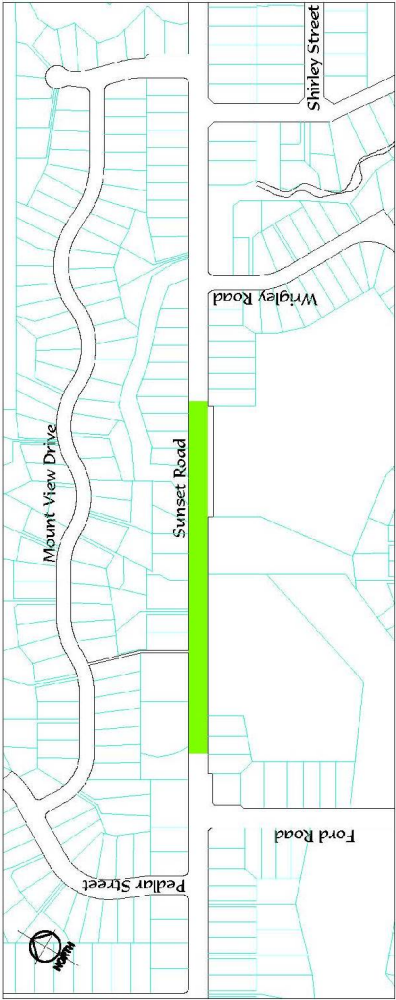 Shirley Street
Wrigley Road
Mount View Drive
Sunset Road
Ford Road
Pedlar Street
NORTH